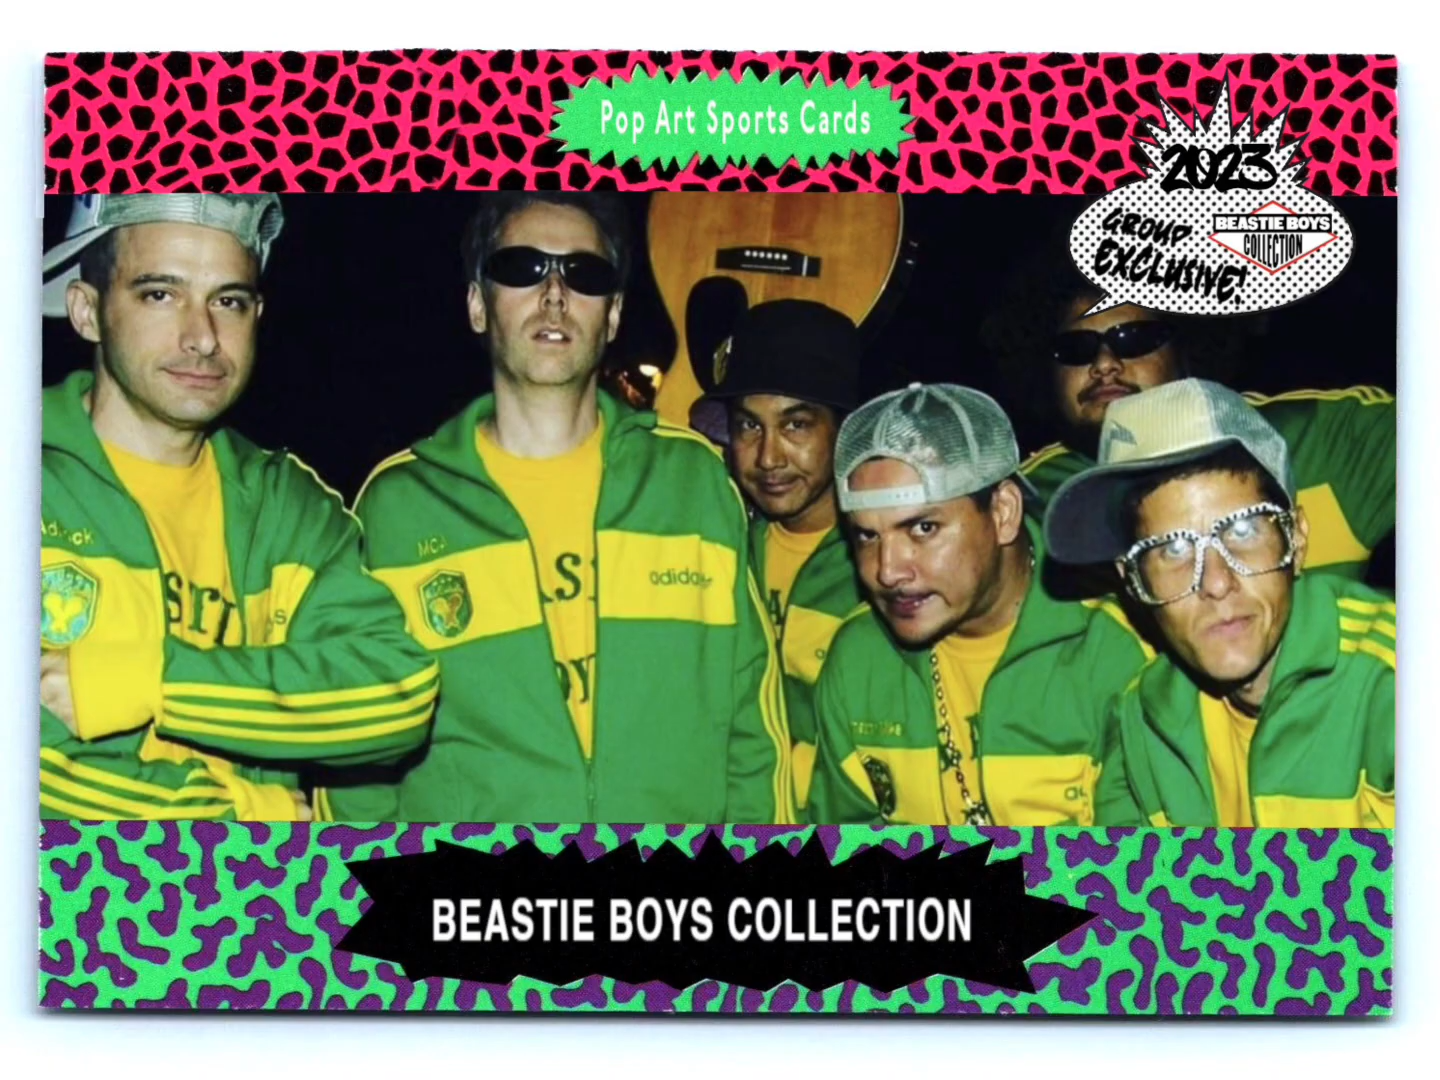 Pop Art Sports Cards
2023
GROUP
EXCLUSIVE!
BEASTIE BOYS
COLLECTION
MCA
adidas
BEASTIE BOYS COLLECTION